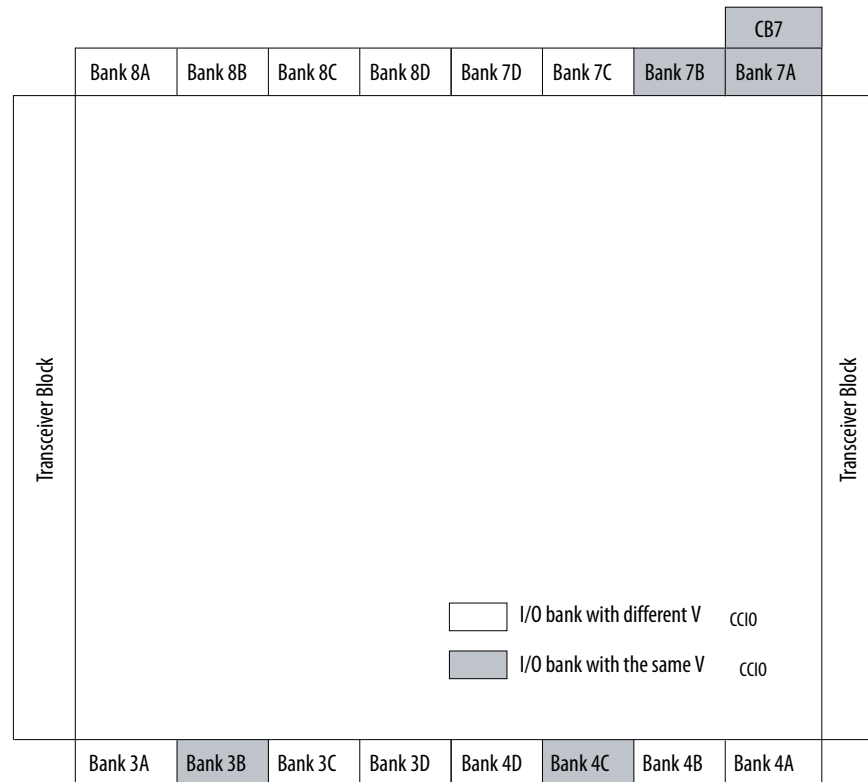 CB7
Bank 8A Bank 8B Bank 8C Bank 8D Bank 7D Bank 7C Bank 7B Bank 7A
Transceiver Block
Transceiver Block
I/O bank with different V CCIO
I/O bank with the same V CCIO
Bank 3A Bank 3B Bank 3C Bank 3D Bank 4D Bank 4C Bank 4B Bank 4A